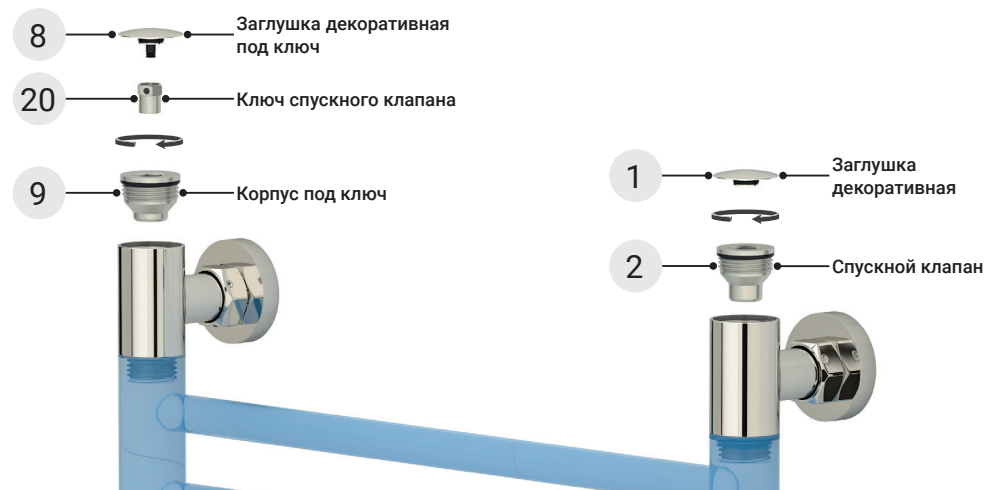 8
Заглушка декоративная
под ключ
20
Ключ спускного клапана
9
Корпус под ключ
1
Заглушка
декоративная
2
Спускной клапан